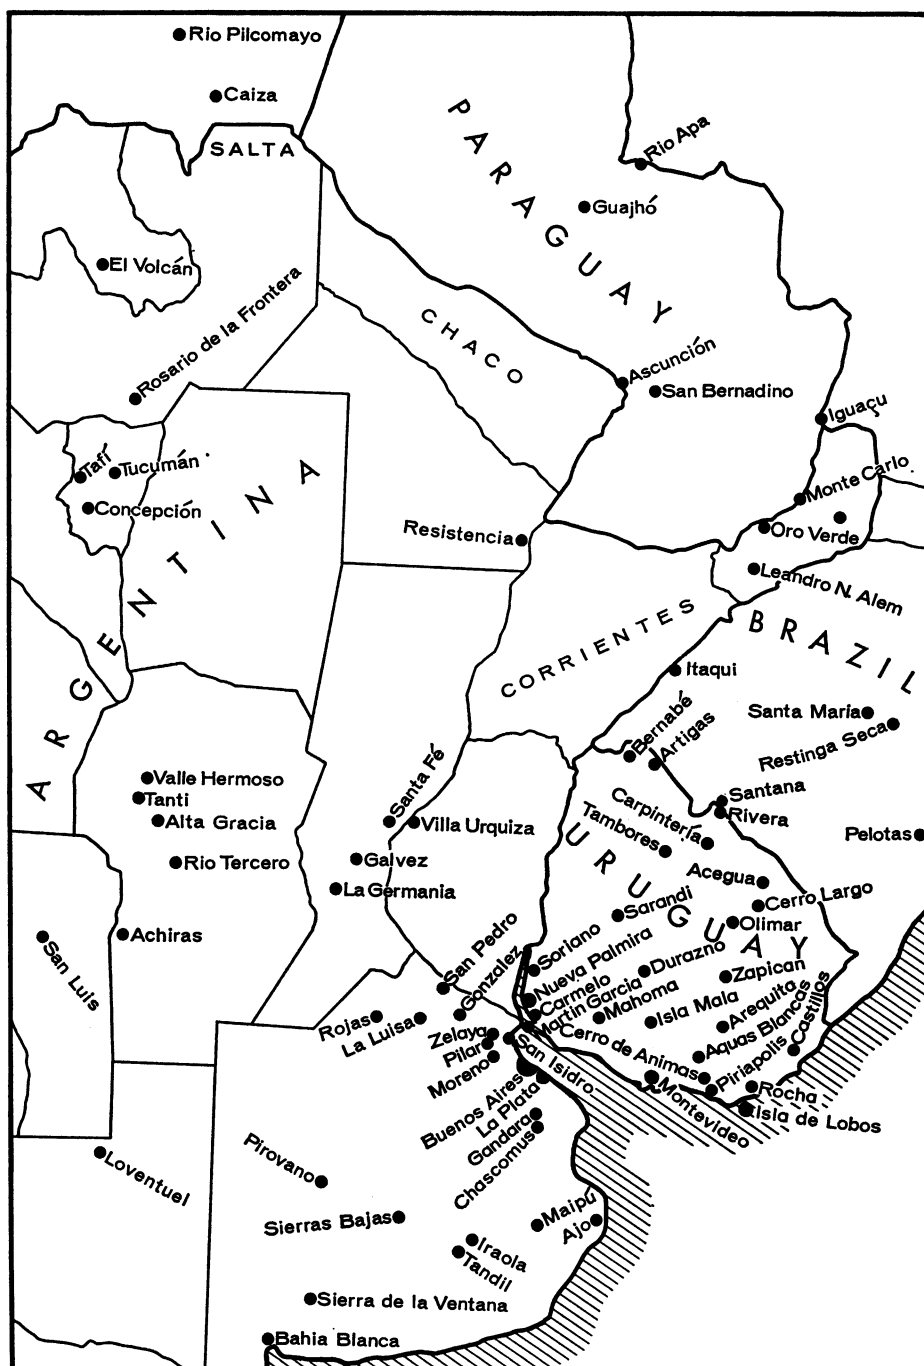 Rio Pilcomayo
Caiza
SALTA
PARAGUAY
Rio Apa
Guajhó
El Volcán
Rosario de la Frontera
CHACO
Ascunción
San Bernadino
Iguaçu
Tafí
Tucumán
Concepción
ARGENTINA
Monte Carlo
Resistencia
Oro Verde
Leandro N. Alem
CORRIENTES
BRAZIL
Itaqui
Santa Maria
Restinga Seca
Bernabé
Artigas
Valle Hermoso
Tanti
Alta Gracia
Rio Tercero
Santa Fé
Villa Urquiza
Galvez
La Germania
Santana
Rivera
Carpintería
Tambores
Pelotas
URUGUAY
Acegua
Cerro Largo
Olimar
Sarandi
Achiras
San Luis
San Pedro
Gonzalez
Soriano
Nueva Palmira
Carmelo
Martin Garcia
Durazno
Mahoma
Zapican
Isla Mala
Arequita
Aquas Blancas
Castillos
Piriapolis
Cerro de Animas
Rojas
La Luisa
Zelaya
Pilar
Moreno
San Isidro
Buenos Aires
La Plata
Gandara
Chascomus
Montevideo
Rocha
Isla de Lobos
Loventuel
Pirovano
Sierras Bajas
Maipú
Ajo
Iraola
Tandil
Sierra de la Ventana
Bahia Blanca